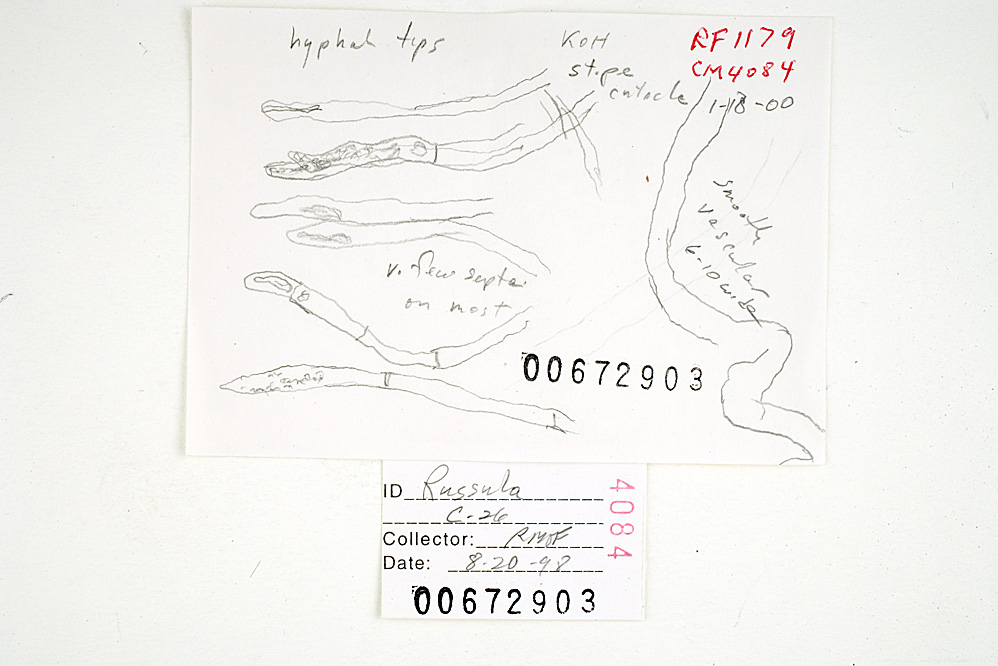 hyphal tips
KOH
stipe
cuticle
RF1179
CM4084
1-18-00
smooth
vascular
6-10 wide
v. few septa
on most
00672903
ID Russula
C-26
Collector: RMF
Date: 8-20-98
4084
00672903